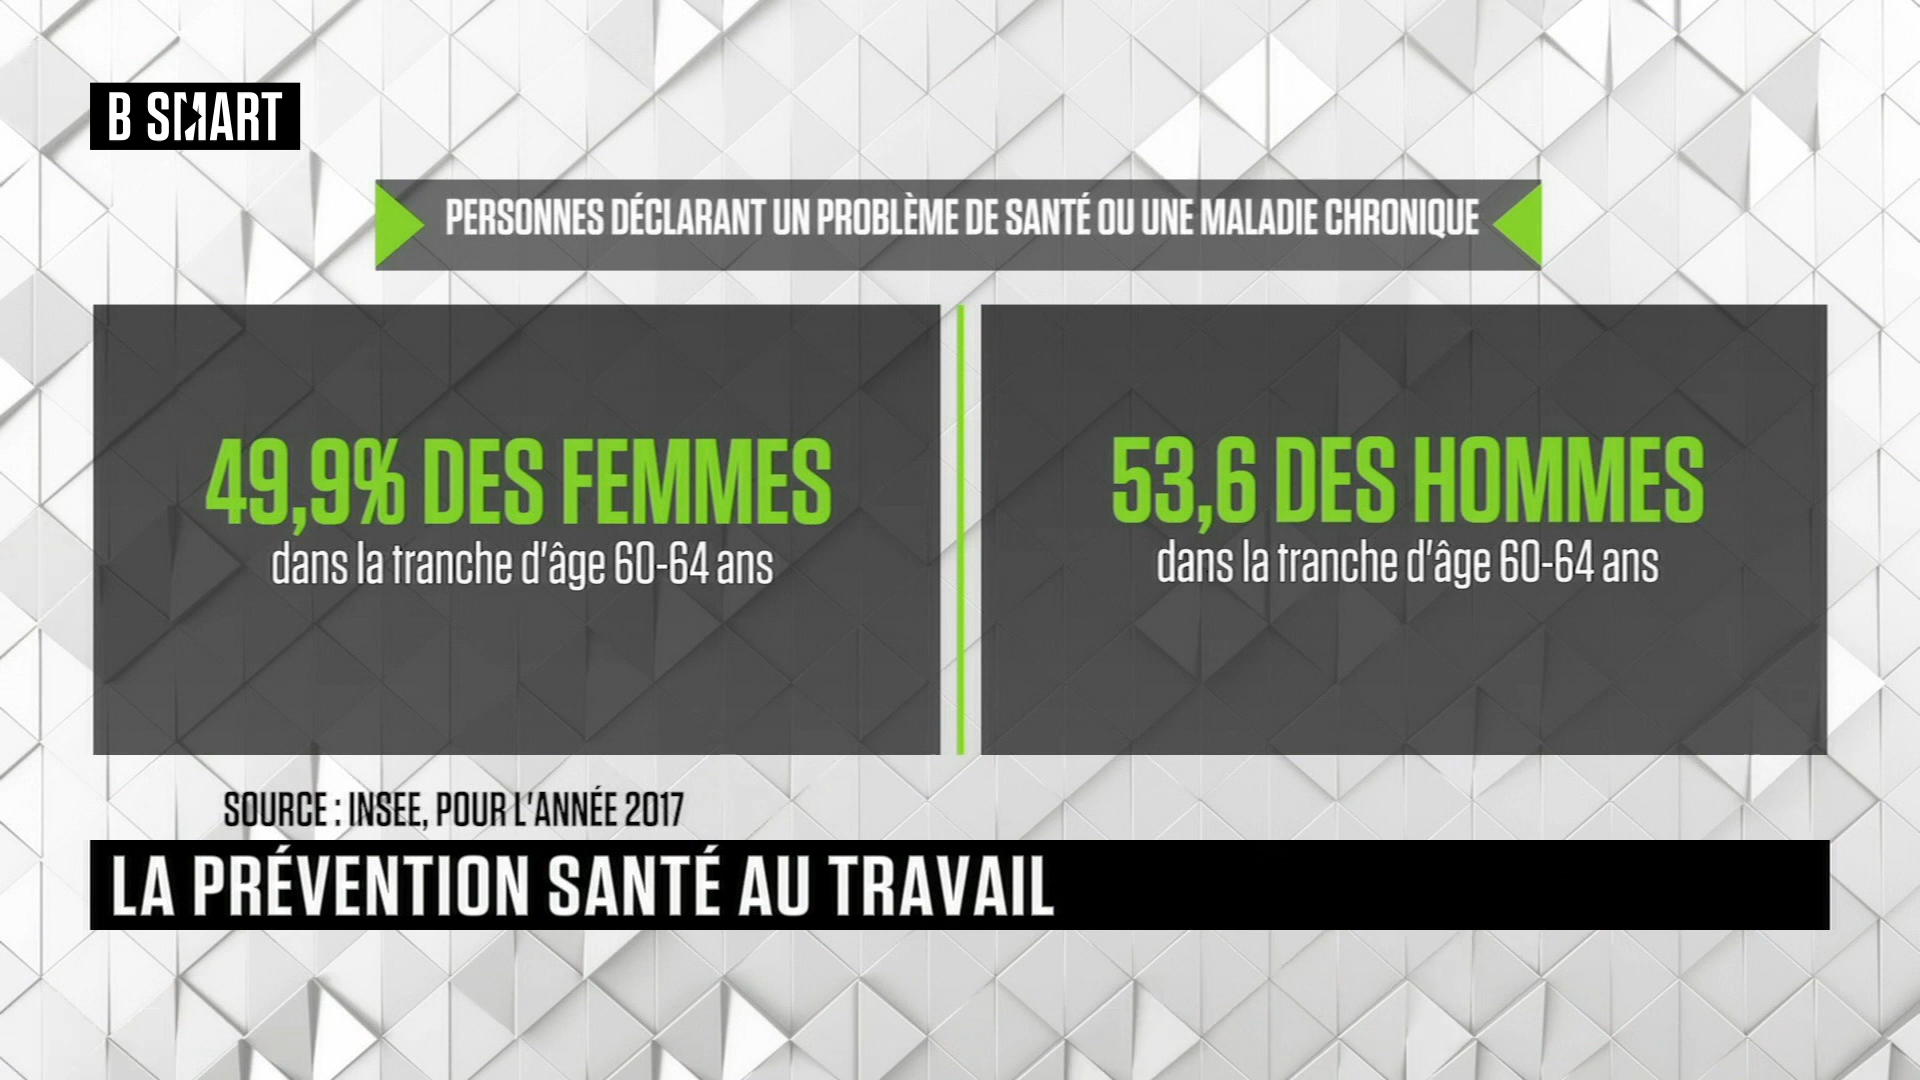 B SMART
PERSONNES DÉCLARANT UN PROBLÈME DE SANTÉ OU UNE MALADIE CHRONIQUE
49,9% DES FEMMES
dans la tranche d'âge 60-64 ans
53,6 DES HOMMES
dans la tranche d'âge 60-64 ans
SOURCE : INSEE, POUR L'ANNÉE 2017
LA PRÉVENTION SANTÉ AU TRAVAIL